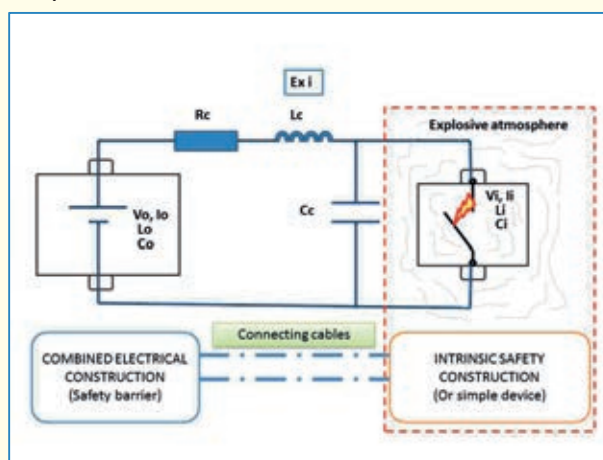 Ex i
Rc
Lc
Explosive atmosphere
Vo, Io
Lo
Co
Cc
Vi, Ii
Li
Ci
Connecting cables
COMBINED ELECTRICAL
CONSTRUCTION
(Safety barrier)
INTRINSIC SAFETY
CONSTRUCTION
(Or simple device)